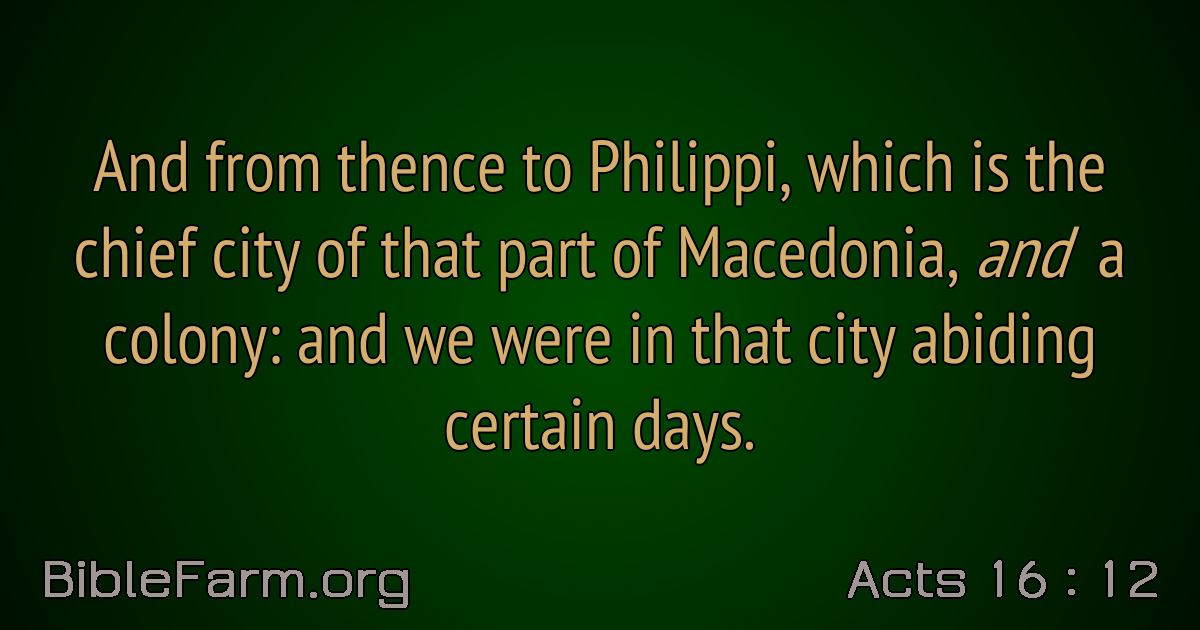 And from thence to Philippi, which is the
chief city of that part of Macedonia, and a
colony: and we were in that city abiding
certain days.
BibleFarm.org
Acts 16 : 12